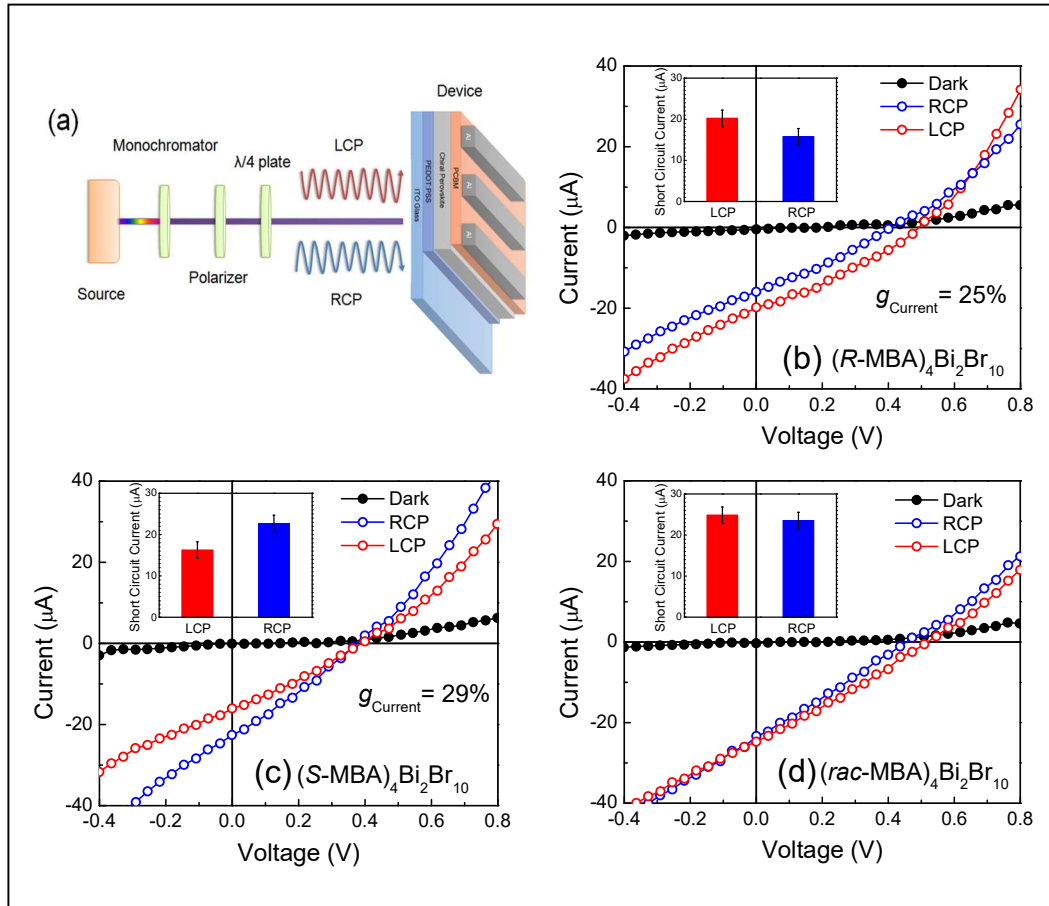 (a)
Source
Monochromator
Polarizer
λ/4 plate
LCP
RCP
Device
ITO Glass
PEDOT:PSS
Chiral Perovskite
PCBM
Al
Al
Al
40
20
0
-20
-40
Current (μA)
-0.4 0.0 0.2 0.4 0.6 0.8
Voltage (V)
Dark
RCP
LCP
30
20
10
0
Short Circuit Current (μA)
LCP RCP
gCurrent = 25%
(b) (R-MBA)4Bi2Br10
40
20
0
-20
-40
Current (μA)
-0.4 -0.2 0.0 0.2 0.4 0.6 0.8
Voltage (V)
Dark
RCP
LCP
30
20
10
0
Short Circuit Current (μA)
LCP RCP
gCurrent = 29%
(c) (S-MBA)4Bi2Br10
40
20
0
-20
-40
Current (μA)
-0.4 -0.2 0.0 0.2 0.4 0.6 0.8
Voltage (V)
Dark
RCP
LCP
30
20
10
0
Short Circuit Current (μA)
LCP RCP
(d) (rac-MBA)4Bi2Br10